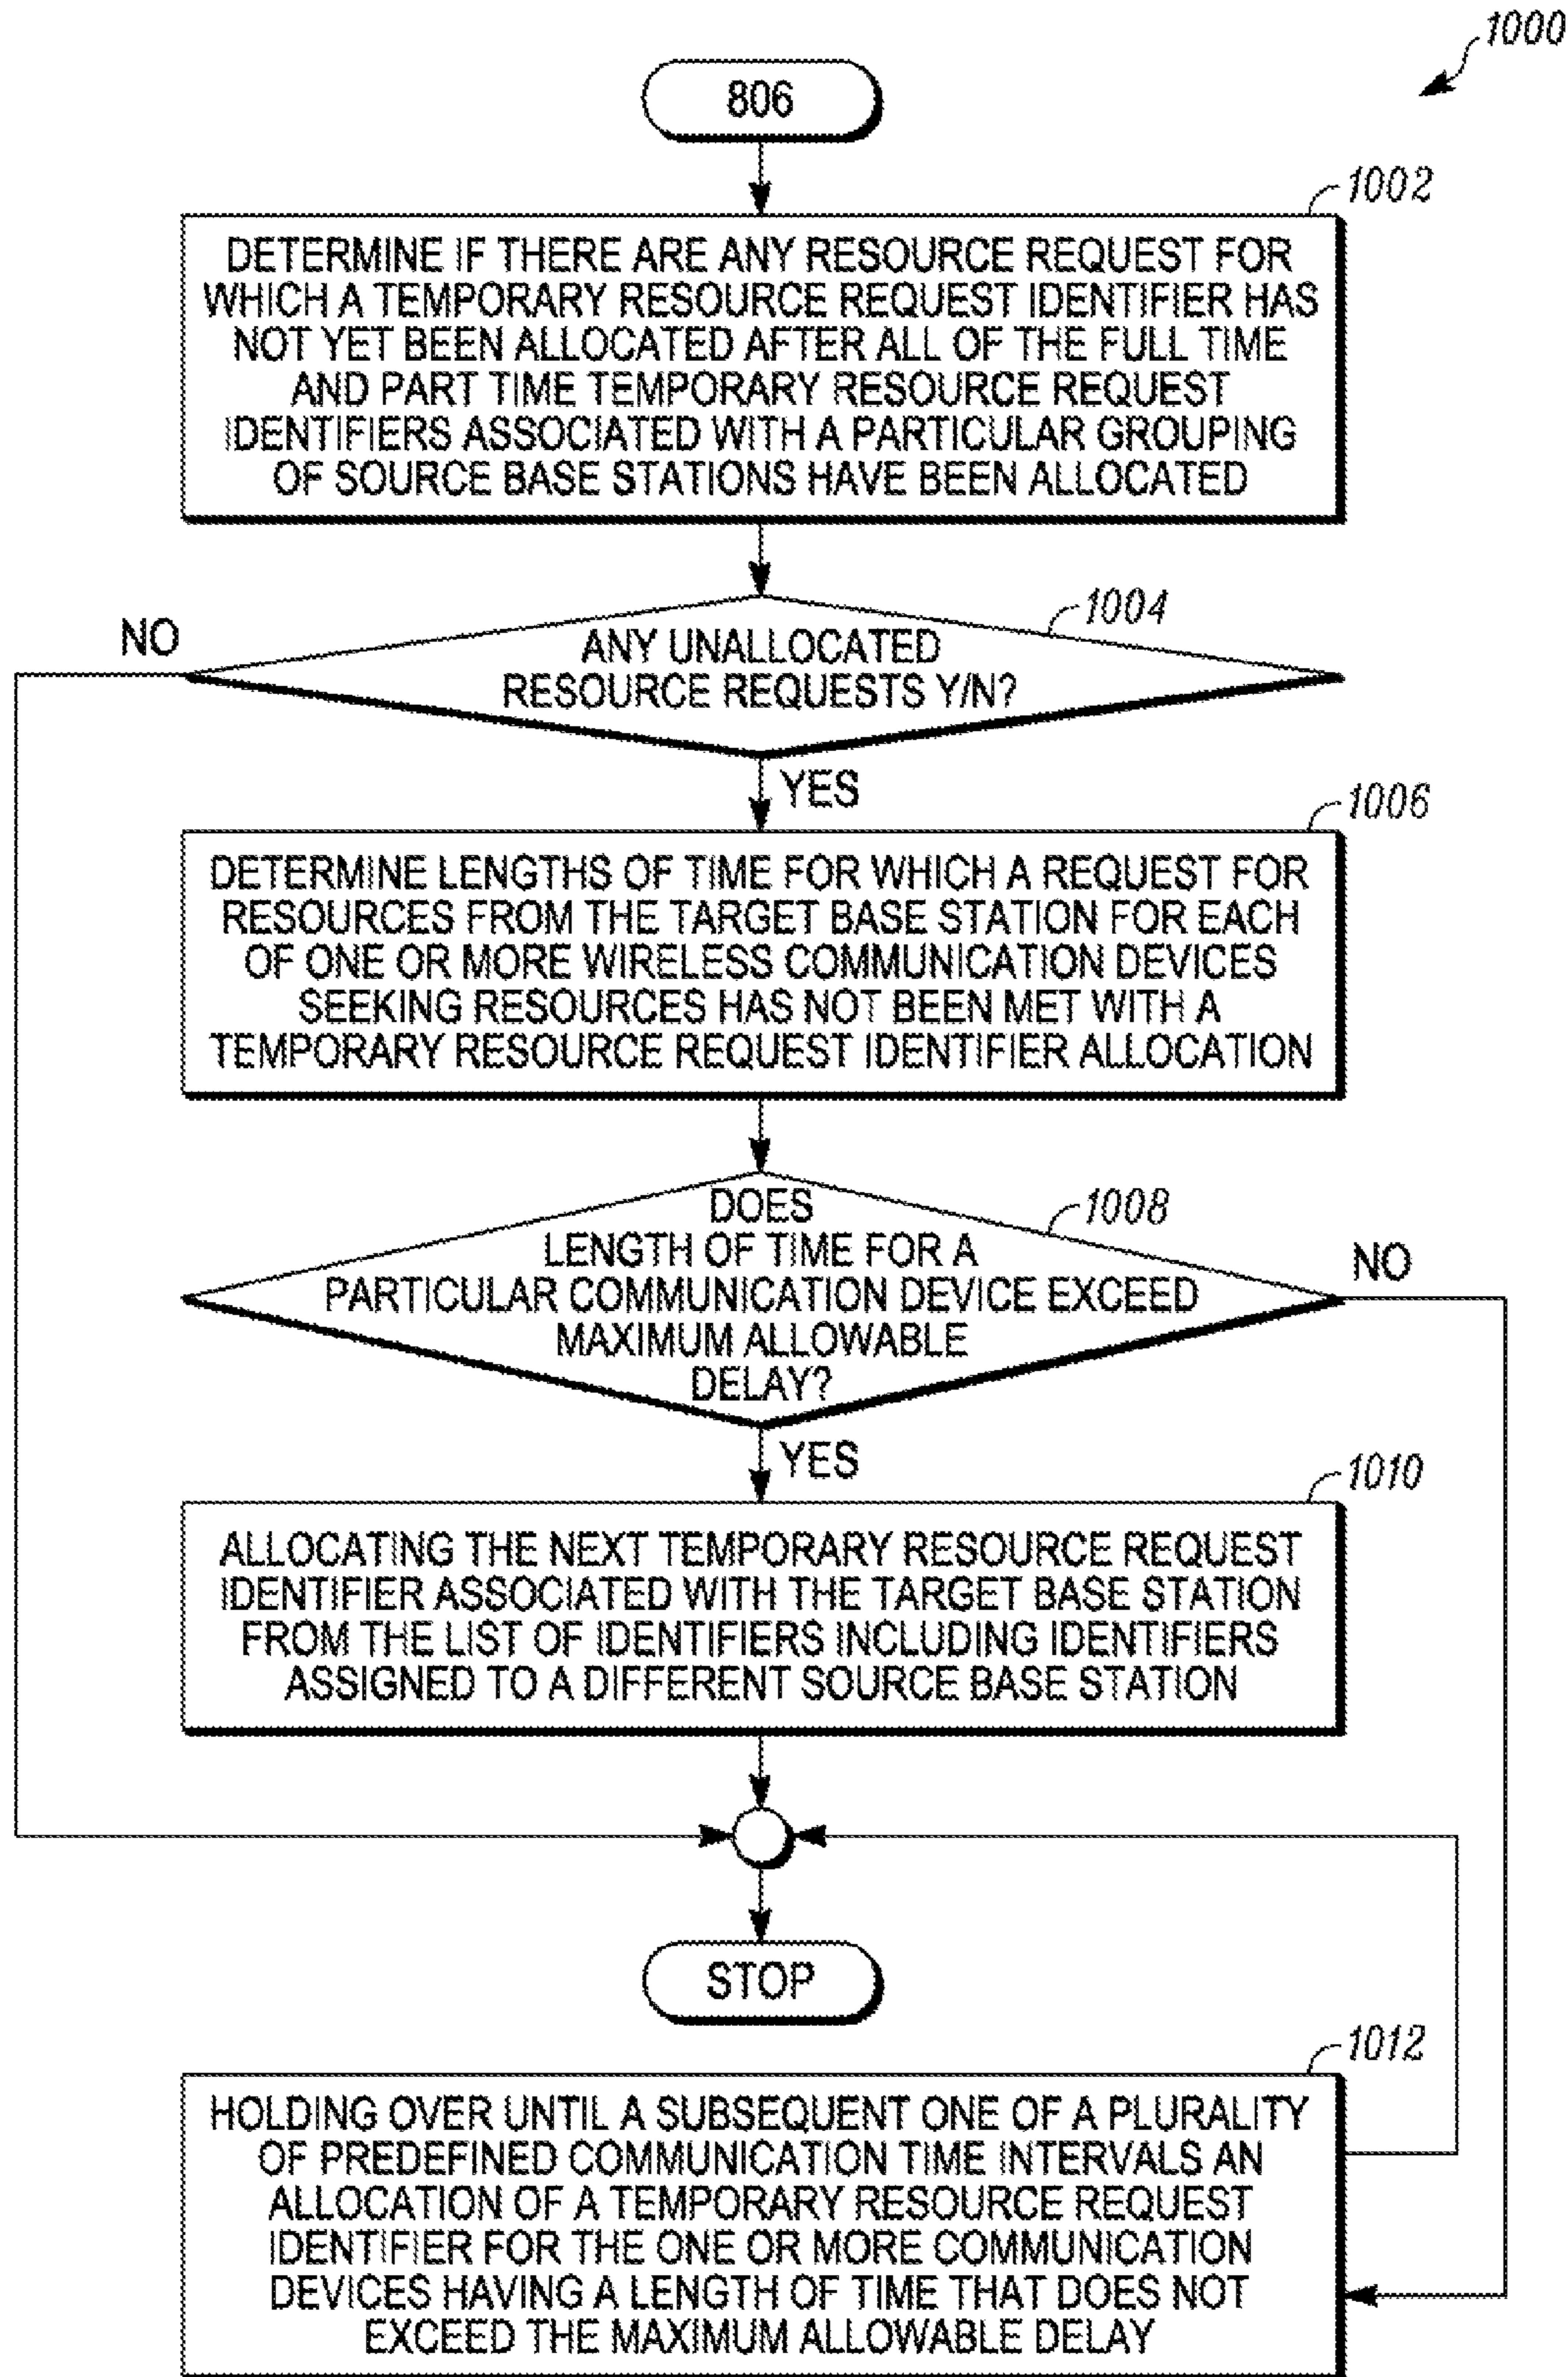 1000
806
1002
DETERMINE IF THERE ARE ANY RESOURCE REQUEST FOR
WHICH A TEMPORARY RESOURCE REQUEST IDENTIFIER HAS
NOT YET BEEN ALLOCATED AFTER ALL OF THE FULL TIME
AND PART TIME TEMPORARY RESOURCE REQUEST
IDENTIFIERS ASSOCIATED WITH A PARTICULAR GROUPING
OF SOURCE BASE STATIONS HAVE BEEN ALLOCATED
1004
NO
ANY UNALLOCATED
RESOURCE REQUESTS Y/N?
YES
1006
DETERMINE LENGTHS OF TIME FOR WHICH A REQUEST FOR
RESOURCES FROM THE TARGET BASE STATION FOR EACH
OF ONE OR MORE WIRELESS COMMUNICATION DEVICES
SEEKING RESOURCES HAS NOT BEEN MET WITH A
TEMPORARY RESOURCE REQUEST IDENTIFIER ALLOCATION
1008
DOES
LENGTH OF TIME FOR A
PARTICULAR COMMUNICATION DEVICE EXCEED
MAXIMUM ALLOWABLE
DELAY?
NO
YES
1010
ALLOCATING THE NEXT TEMPORARY RESOURCE REQUEST
IDENTIFIER ASSOCIATED WITH THE TARGET BASE STATION
FROM THE LIST OF IDENTIFIERS INCLUDING IDENTIFIERS
ASSIGNED TO A DIFFERENT SOURCE BASE STATION
STOP
1012
HOLDING OVER UNTIL A SUBSEQUENT ONE OF A PLURALITY
OF PREDEFINED COMMUNICATION TIME INTERVALS AN
ALLOCATION OF A TEMPORARY RESOURCE REQUEST
IDENTIFIER FOR THE ONE OR MORE COMMUNICATION
DEVICES HAVING A LENGTH OF TIME THAT DOES NOT
EXCEED THE MAXIMUM ALLOWABLE DELAY